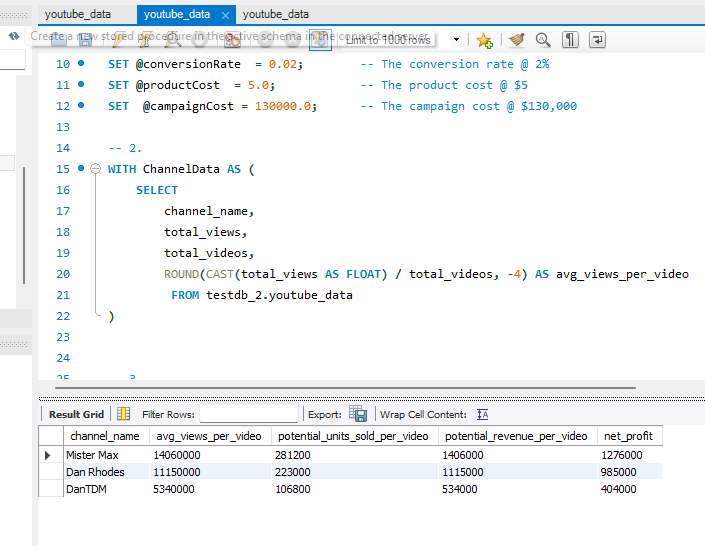 youtube_data youtube_data youtube_data
Create a new stored procedure in the active schema in the connected server
Limit to 1000 rows
10 SET @conversionRate = 0.02; -- The conversion rate @ 2%
11 SET @productCost = 5.0; -- The product cost @ $5
12 SET @campaignCost = 130000.0; -- The campaign cost @ $130,000
13
14 -- 2.
15 WITH ChannelData AS (
16 SELECT
17 channel_name,
18 total_views,
19 total_videos,
20 ROUND(CAST(total_views AS FLOAT) / total_videos, -4) AS avg_views_per_video
21 FROM testdb_2.youtube_data
22 )
23
24
25 -- 3.
Result Grid Filter Rows: Export: Wrap Cell Content:
channel_name avg_views_per_video potential_units_sold_per_video potential_revenue_per_video net_profit
Mister Max 14060000 281200 1406000 1276000
Dan Rhodes 11150000 223000 1115000 985000
DanTDM 5340000 106800 534000 404000